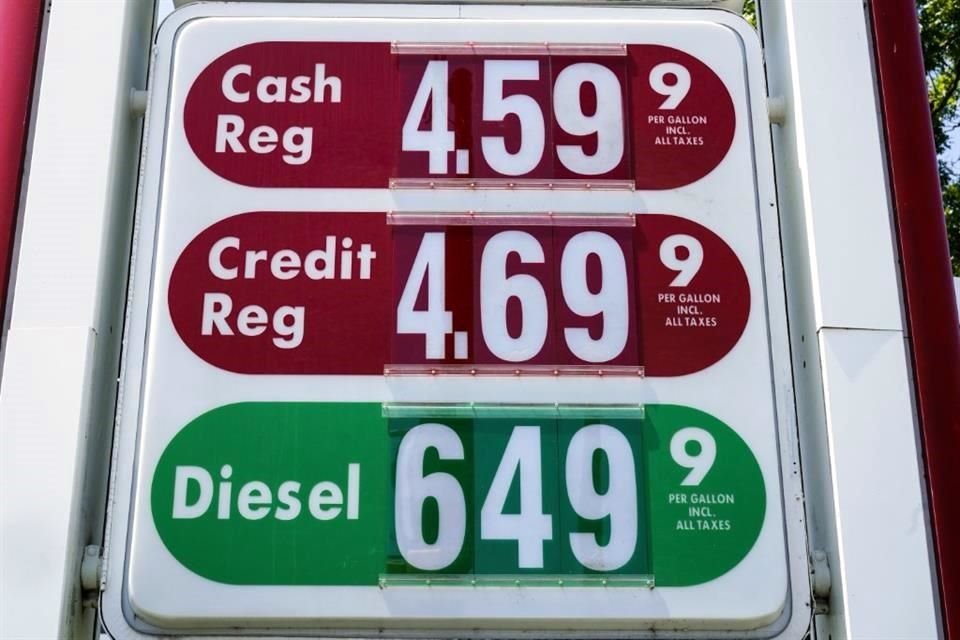 Cash Reg 4.59 9
PER GALLON
INCL.
ALL TAXES
Credit Reg 4.69 9
PER GALLON
INCL.
ALL TAXES
Diesel 649 9
PER GALLON
INCL.
ALL TAXES